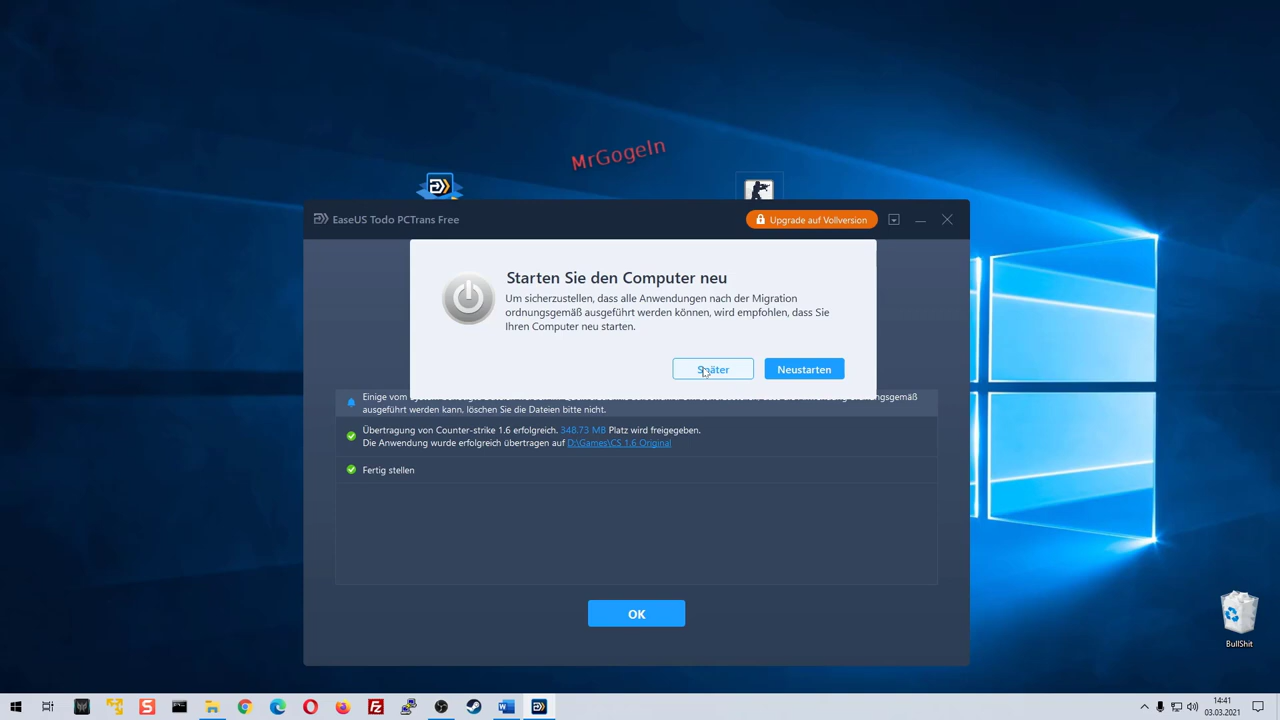 MrGogeln
EaseUS Todo PCTrans Free
Upgrade auf Vollversion
Starten Sie den Computer neu
Um sicherzustellen, dass alle Anwendungen nach der Migration
ordnungsgemäß ausgeführt werden können, wird empfohlen, dass Sie
Ihren Computer neu starten.
Später
Neustarten
Einige vom
ordnungsgemäß
ausgeführt werden kann, löschen Sie die Dateien bitte nicht.
Übertragung von Counter-strike 1.6 erfolgreich. 348.73 MB Platz wird freigegeben.
Die Anwendung wurde erfolgreich übertragen auf D:\Games\CS 1.6 Original
Fertig stellen
OK
BullShit
14:41
03.03.2021